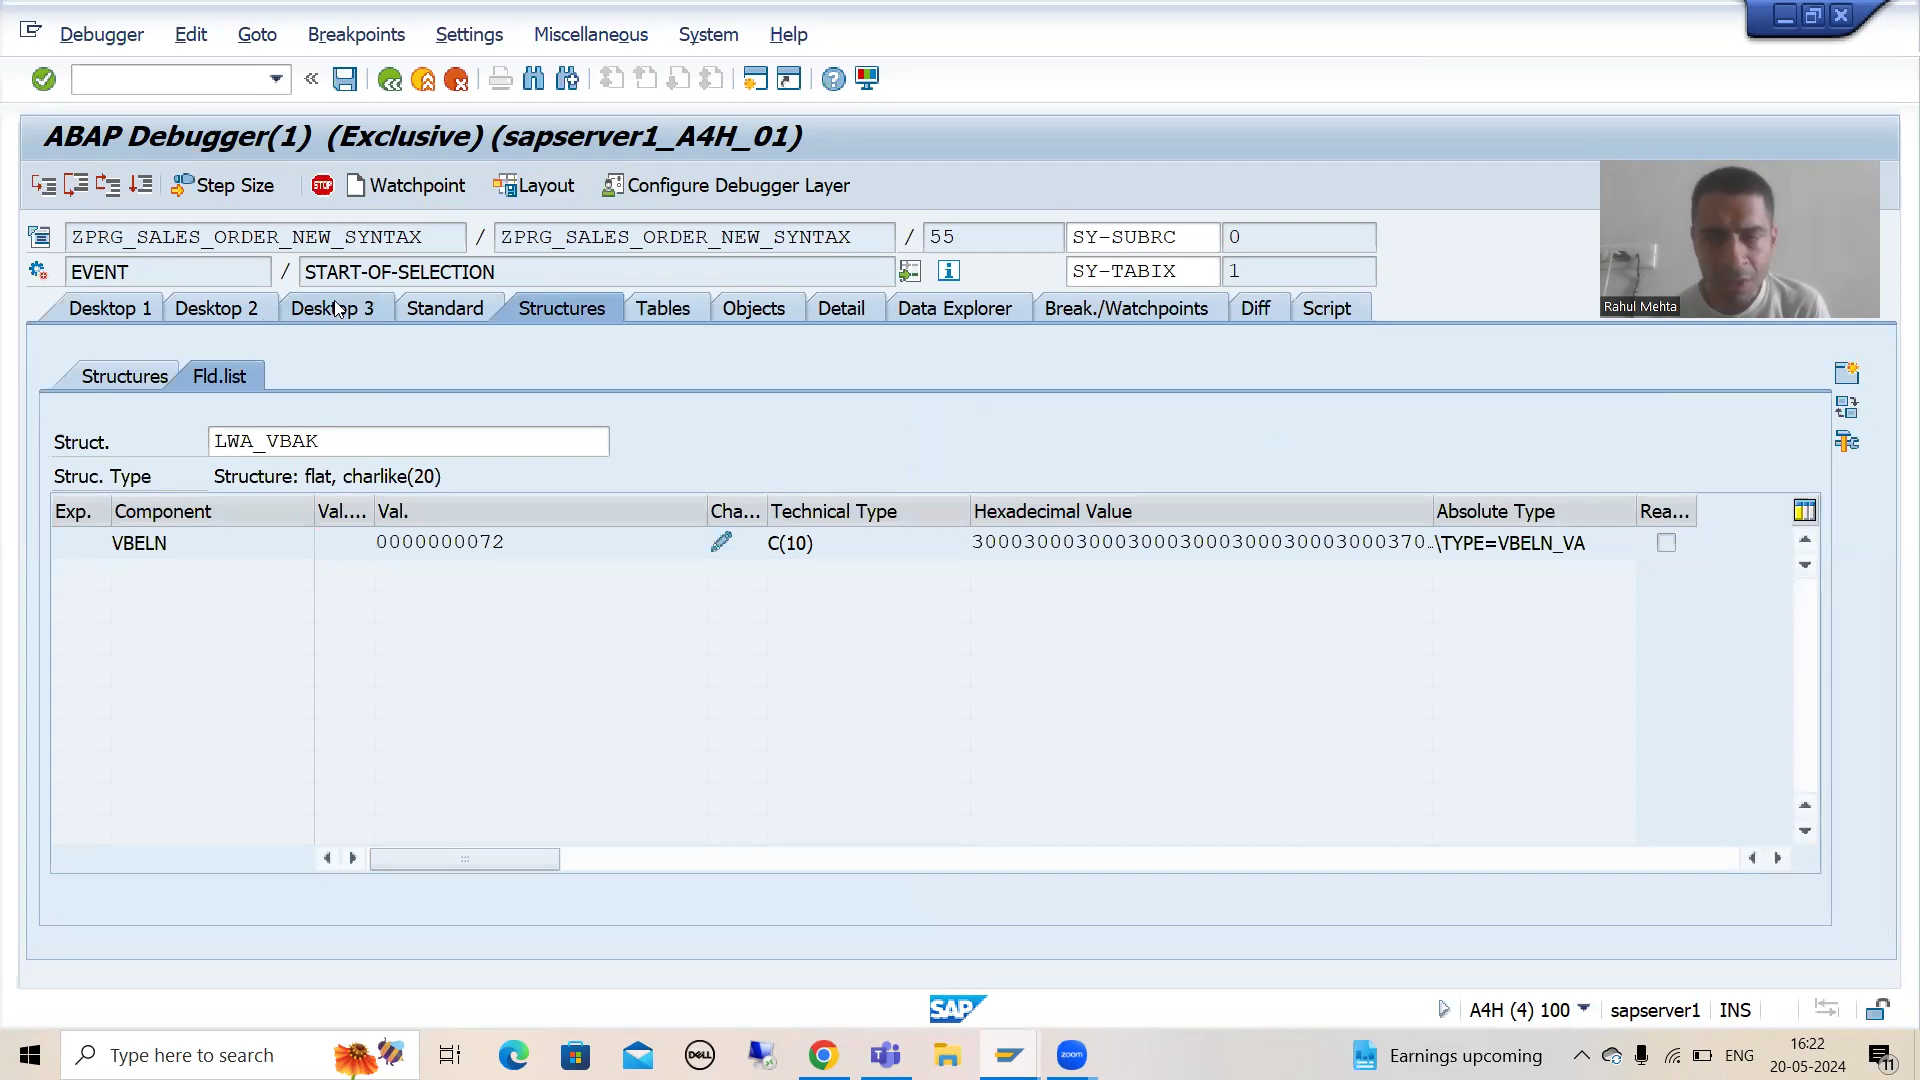 Debugger Edit Goto Breakpoints Settings Miscellaneous System Help
ABAP Debugger(1) (Exclusive) (sapserver1_A4H_01)
Step Size STOP Watchpoint Layout Configure Debugger Layer
ZPRG_SALES_ORDER_NEW_SYNTAX / ZPRG_SALES_ORDER_NEW_SYNTAX / 55 SY-SUBRC 0
EVENT / START-OF-SELECTION SY-TABIX 1
Rahul Mehta
Desktop 1 Desktop 2 Desktop 3 Standard Structures Tables Objects Detail Data Explorer Break./Watchpoints Diff Script
Structures Fld.list
Struct. LWA_VBAK
Struc. Type Structure: flat, charlike(20)
Exp. Component Val.... Val. Cha... Technical Type Hexadecimal Value Absolute Type Rea...
VBELN 0000000072 C(10) 300030003000300030003000300030003700… \TYPE=VBELN_VA
SAP A4H (4) 100 sapserver1 INS
Type here to search DELL zoom Earnings upcoming ENG 16:22
20-05-2024 11